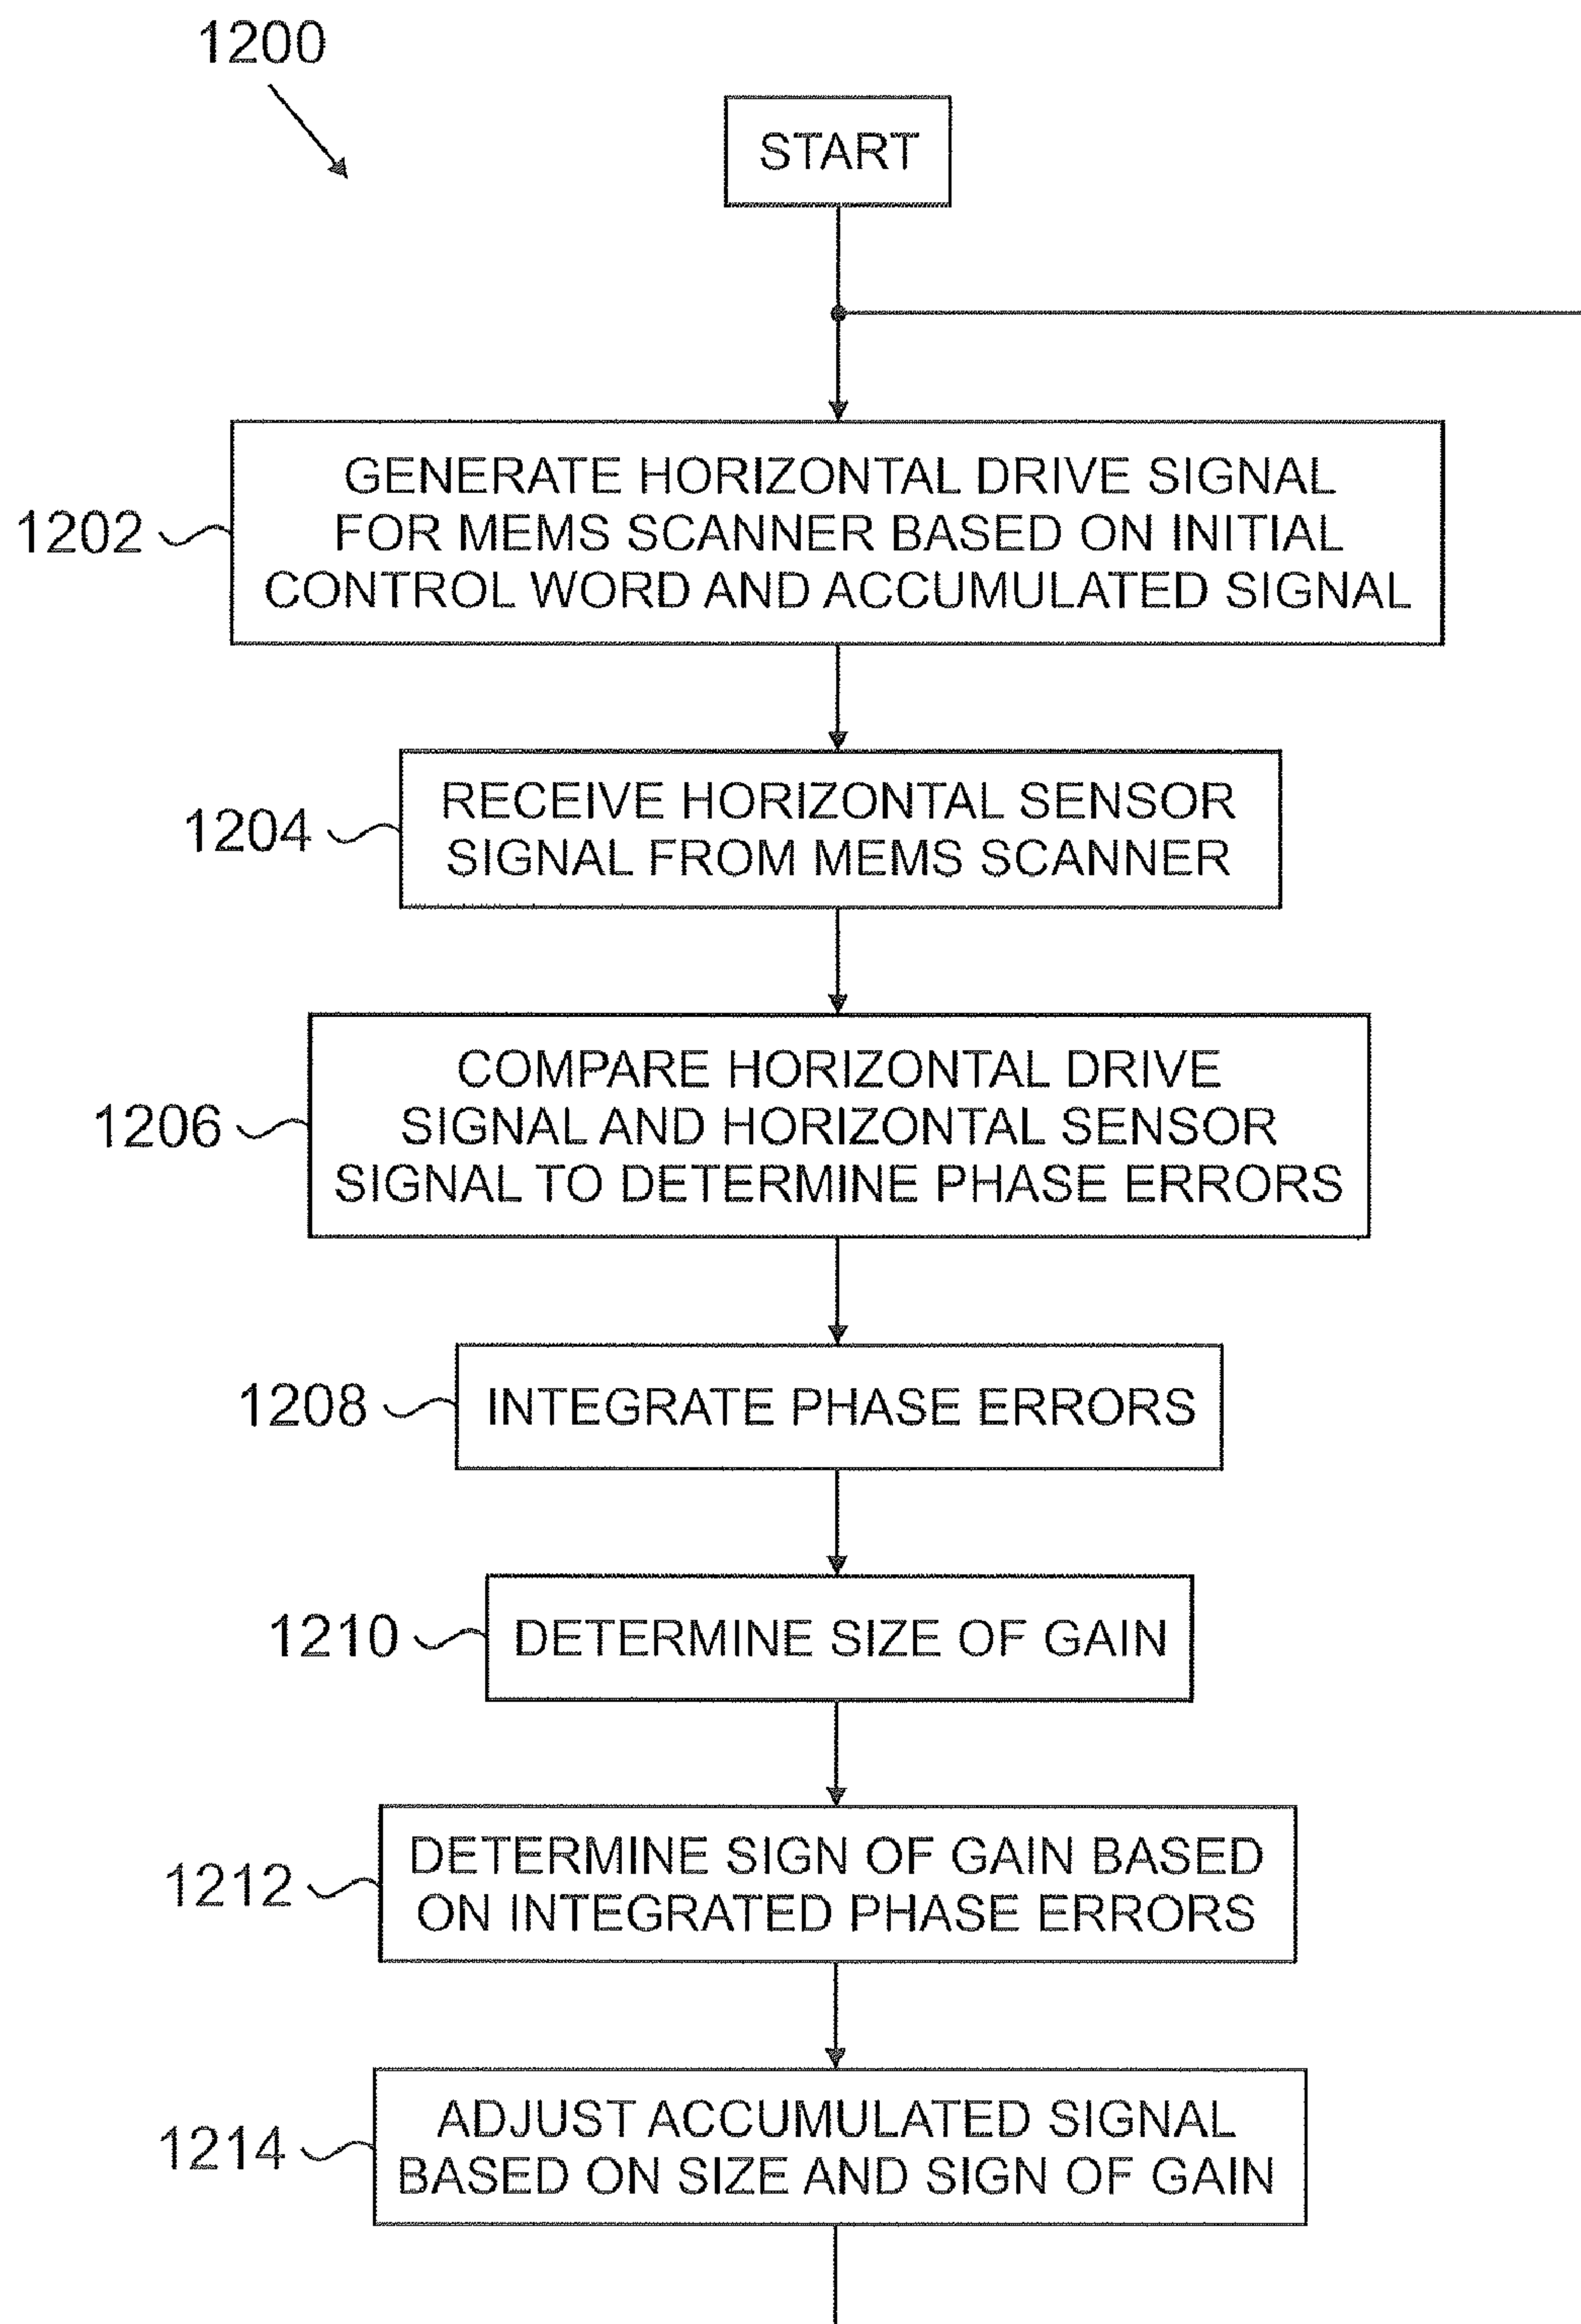 1200
START
1202
GENERATE HORIZONTAL DRIVE SIGNAL
FOR MEMS SCANNER BASED ON INITIAL
CONTROL WORD AND ACCUMULATED SIGNAL
1204
RECEIVE HORIZONTAL SENSOR
SIGNAL FROM MEMS SCANNER
1206
COMPARE HORIZONTAL DRIVE
SIGNAL AND HORIZONTAL SENSOR
SIGNAL TO DETERMINE PHASE ERRORS
1208
INTEGRATE PHASE ERRORS
1210
DETERMINE SIZE OF GAIN
1212
DETERMINE SIGN OF GAIN BASED
ON INTEGRATED PHASE ERRORS
1214
ADJUST ACCUMULATED SIGNAL
BASED ON SIZE AND SIGN OF GAIN